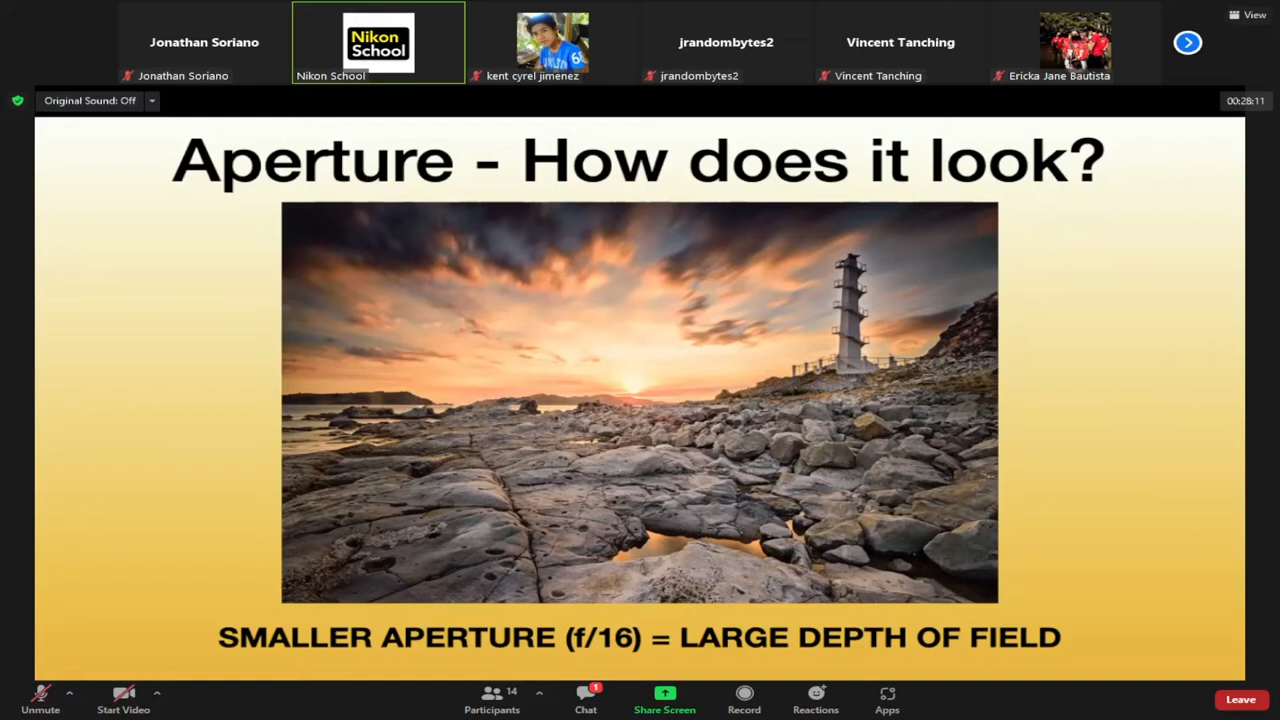 Jonathan Soriano
Jonathan Soriano
Nikon
School
Nikon School
kent cyrel jimenez
jrandombytes2
jrandombytes2
Vincent Tanching
Vincent Tanching
Ericka Jane Bautista
View
Original Sound: Off
00:28:11
Aperture - How does it look?
SMALLER APERTURE (f/16) = LARGE DEPTH OF FIELD
Unmute
Start Video
14
Participants
1
Chat
Share Screen
Record
Reactions
Apps
Leave